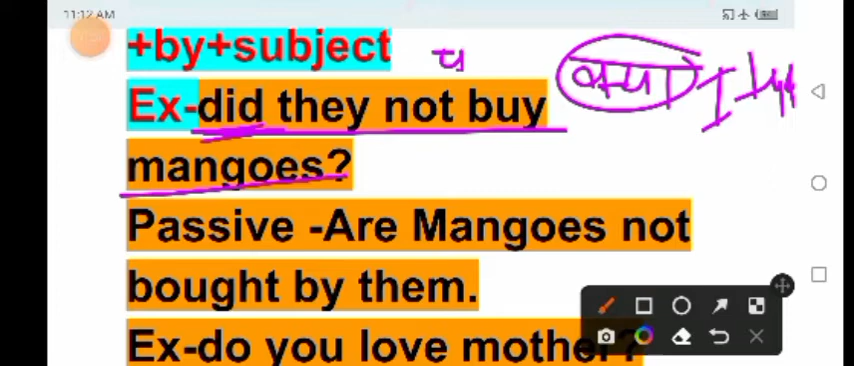 11:12 AM
+by+subject
Ex-did they not buy
क्या
mangoes?
Passive -Are Mangoes not
bought by them.
Ex-do you love mother?